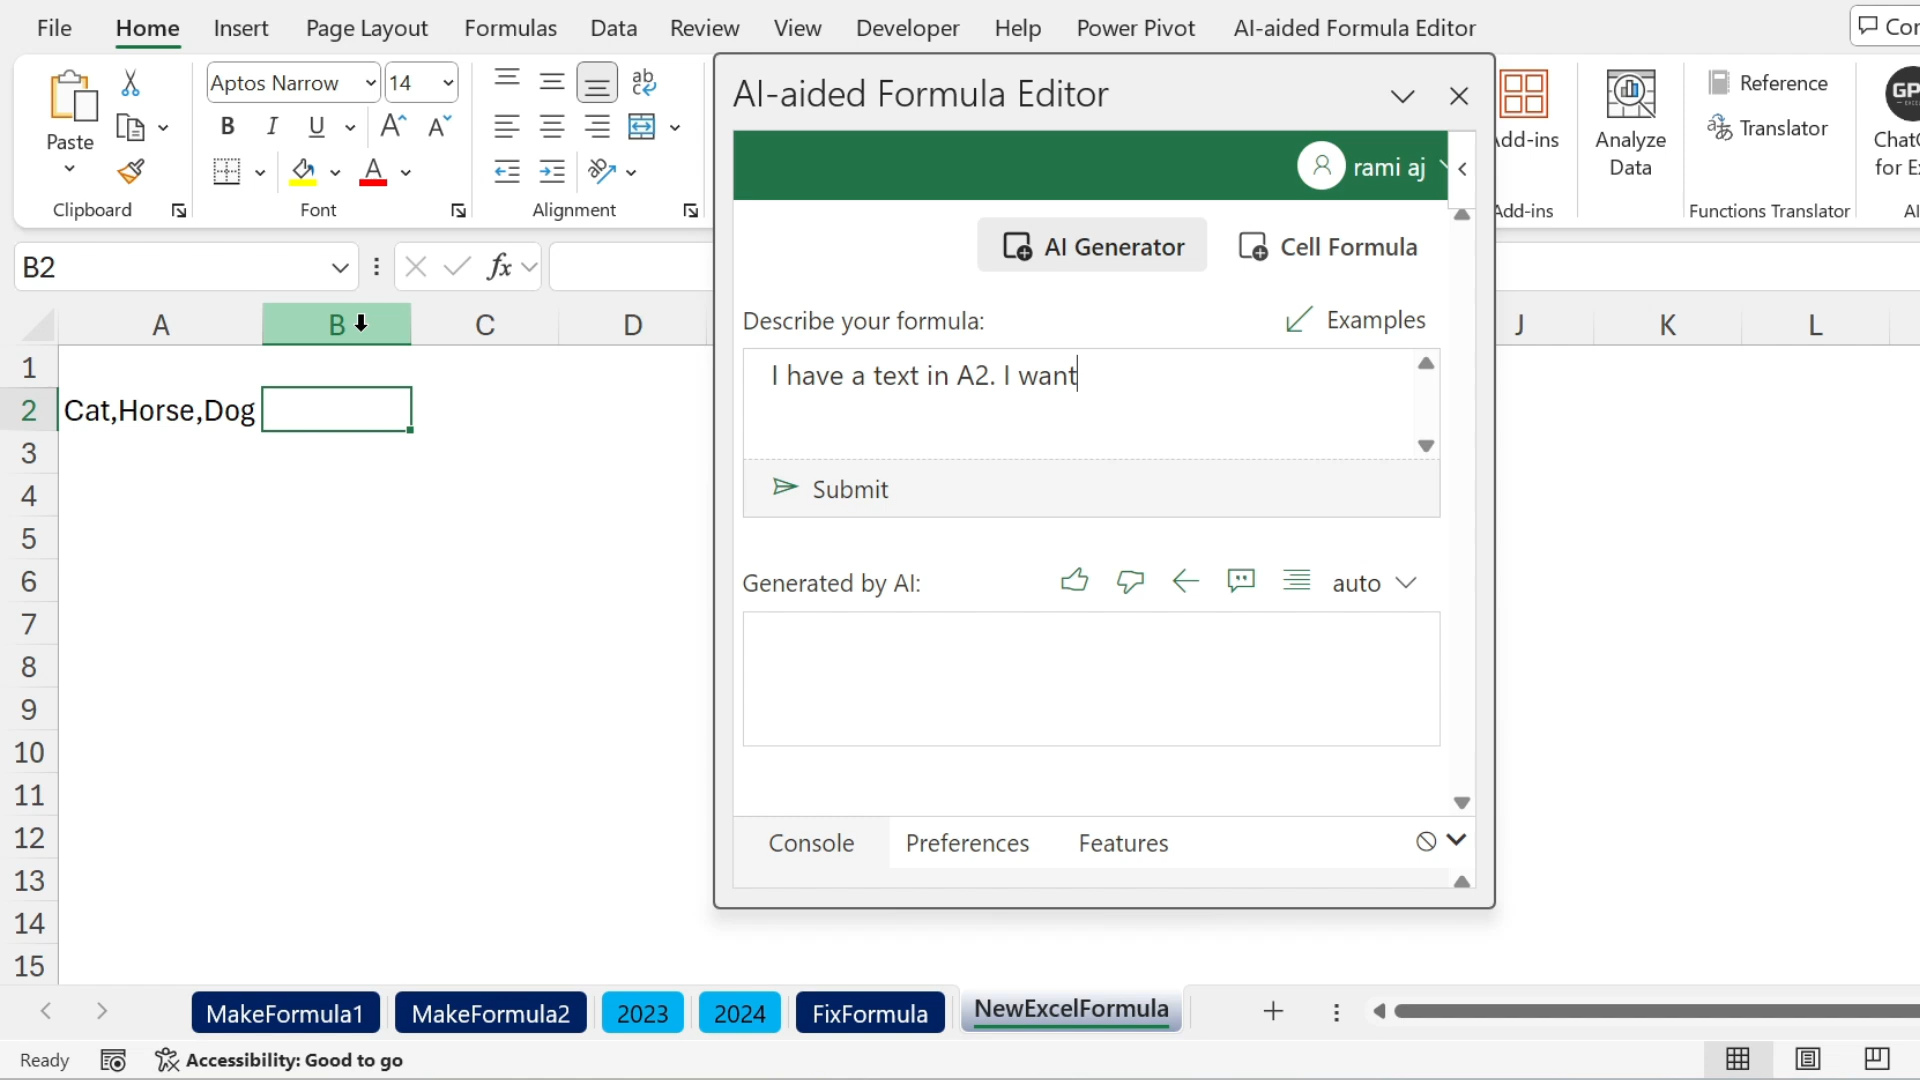 File Home Insert Page Layout Formulas Data Review View Developer Help Power Pivot AI-aided Formula Editor
Aptos Narrow 14
Paste
B I U A A
ab
A
Clipboard Font Alignment
AI-aided Formula Editor
rami aj
AI Generator Cell Formula
Describe your formula: Examples
I have a text in A2. I want
Submit
Generated by AI: auto
Console Preferences Features
Reference
Translator
Analyze
Data
Functions Translator
B2
fx
A B C D J K L
1
2 Cat,Horse,Dog
3
4
5
6
7
8
9
10
11
12
13
14
15
MakeFormula1 MakeFormula2 2023 2024 FixFormula NewExcelFormula
Ready Accessibility: Good to go